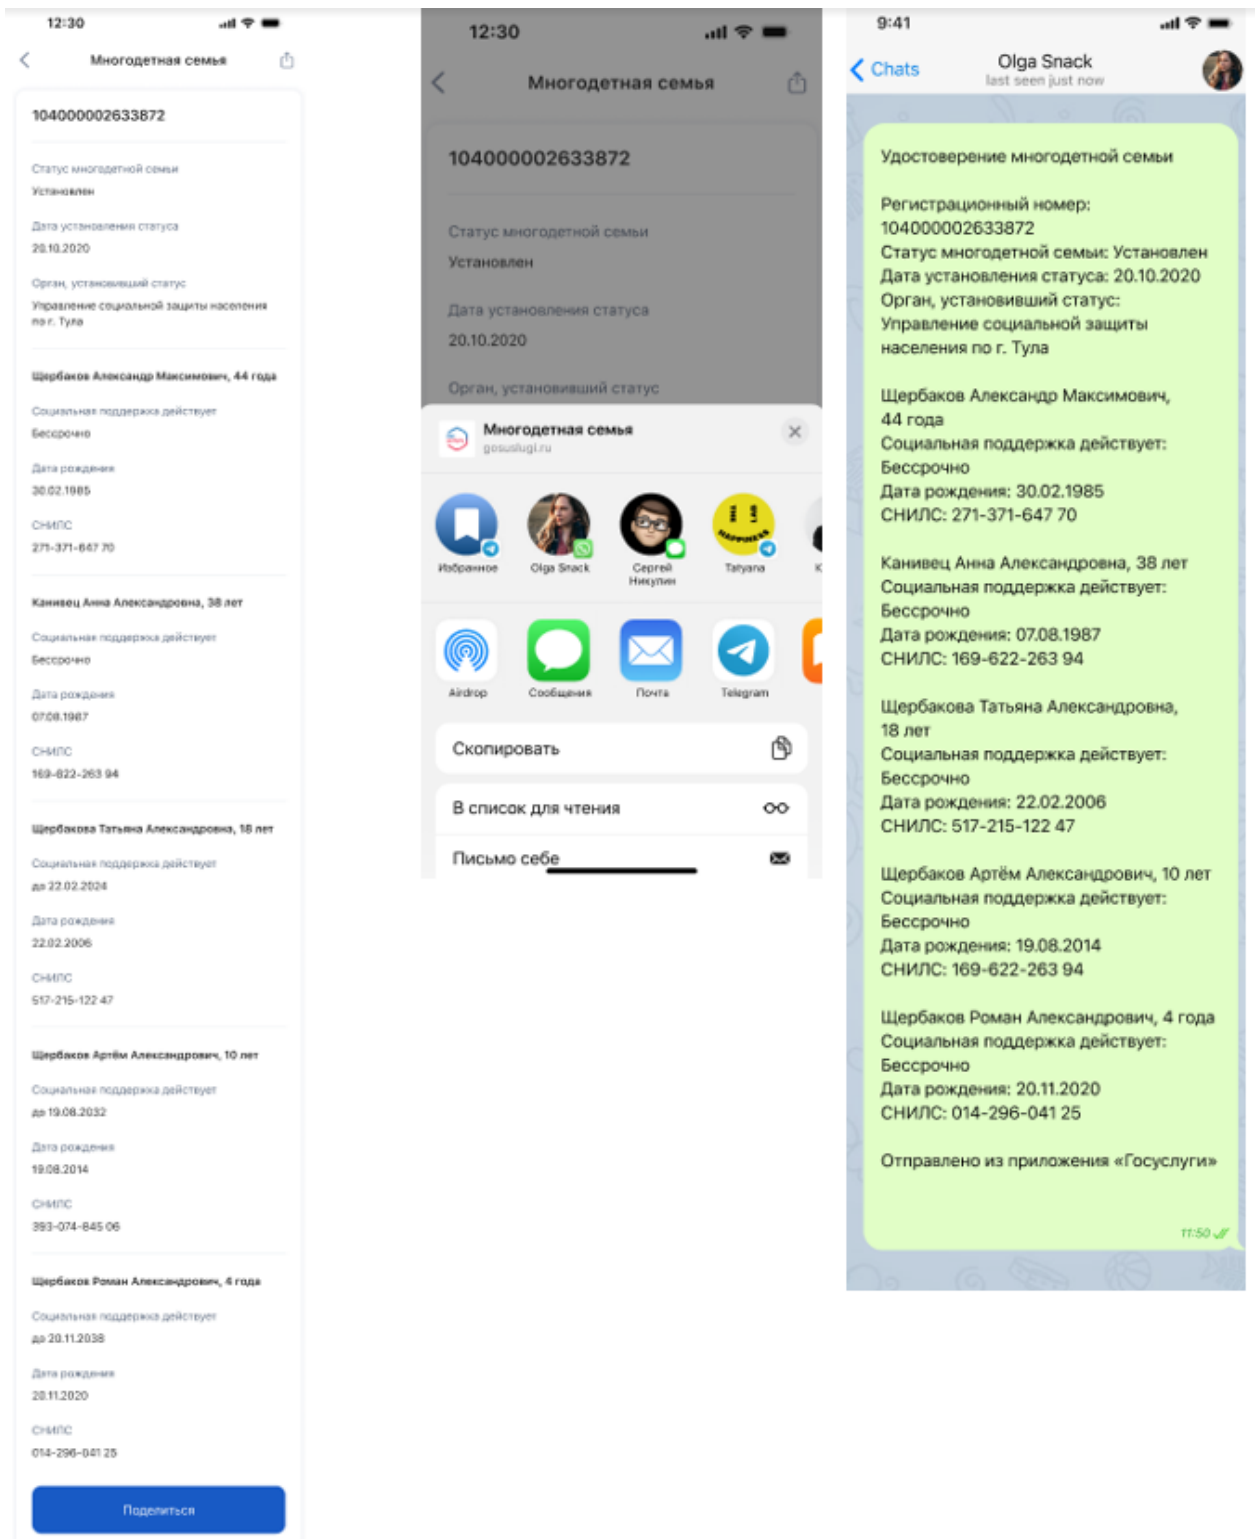 12:30
Многодетная семья
104000002633872
Статус многодетной семьи
Установлен
Дата установления статуса
20.10.2020
Орган, установивший статус
Управление социальной защиты населения
по г. Тула
Щербаков Александр Максимович, 44 года
Социальная поддержка действует
Бессрочно
Дата рождения
30.02.1985
СНИЛС
271-371-647 70
Канивец Анна Александровна, 38 лет
Социальная поддержка действует
Бессрочно
Дата рождения
07.08.1987
СНИЛС
169-622-263 94
Щербакова Татьяна Александровна, 18 лет
Социальная поддержка действует
до 22.02.2024
Дата рождения
22.02.2006
СНИЛС
517-215-122 47
Щербаков Артём Александрович, 10 лет
Социальная поддержка действует
до 19.08.2032
Дата рождения
19.08.2014
СНИЛС
393-074-845 06
Щербаков Роман Александрович, 4 года
Социальная поддержка действует
до 20.11.2038
Дата рождения
20.11.2020
СНИЛС
014-296-041 25
Поделиться
12:30
Многодетная семья
104000002633872
Статус многодетной семьи
Установлен
Дата установления статуса
20.10.2020
Орган, установивший статус
Многодетная семья
gosuslugi.ru
Избранное
Olga Snack
Сергей
Никулин
HAPPINESS
LAB
Tatyana
К
Airdrop
Сообщения
Почта
Telegram
Скопировать
В список для чтения
Письмо себе
9:41
Chats
Olga Snack
last seen just now
Удостоверение многодетной семьи
Регистрационный номер:
104000002633872
Статус многодетной семьи: Установлен
Дата установления статуса: 20.10.2020
Орган, установивший статус:
Управление социальной защиты
населения по г. Тула
Щербаков Александр Максимович,
44 года
Социальная поддержка действует:
Бессрочно
Дата рождения: 30.02.1985
СНИЛС: 271-371-647 70
Канивец Анна Александровна, 38 лет
Социальная поддержка действует:
Бессрочно
Дата рождения: 07.08.1987
СНИЛС: 169-622-263 94
Щербакова Татьяна Александровна,
18 лет
Социальная поддержка действует:
Бессрочно
Дата рождения: 22.02.2006
СНИЛС: 517-215-122 47
Щербаков Артём Александрович, 10 лет
Социальная поддержка действует:
Бессрочно
Дата рождения: 19.08.2014
СНИЛС: 169-622-263 94
Щербаков Роман Александрович, 4 года
Социальная поддержка действует:
Бессрочно
Дата рождения: 20.11.2020
СНИЛС: 014-296-041 25
Отправлено из приложения «Госуслуги»
11:50